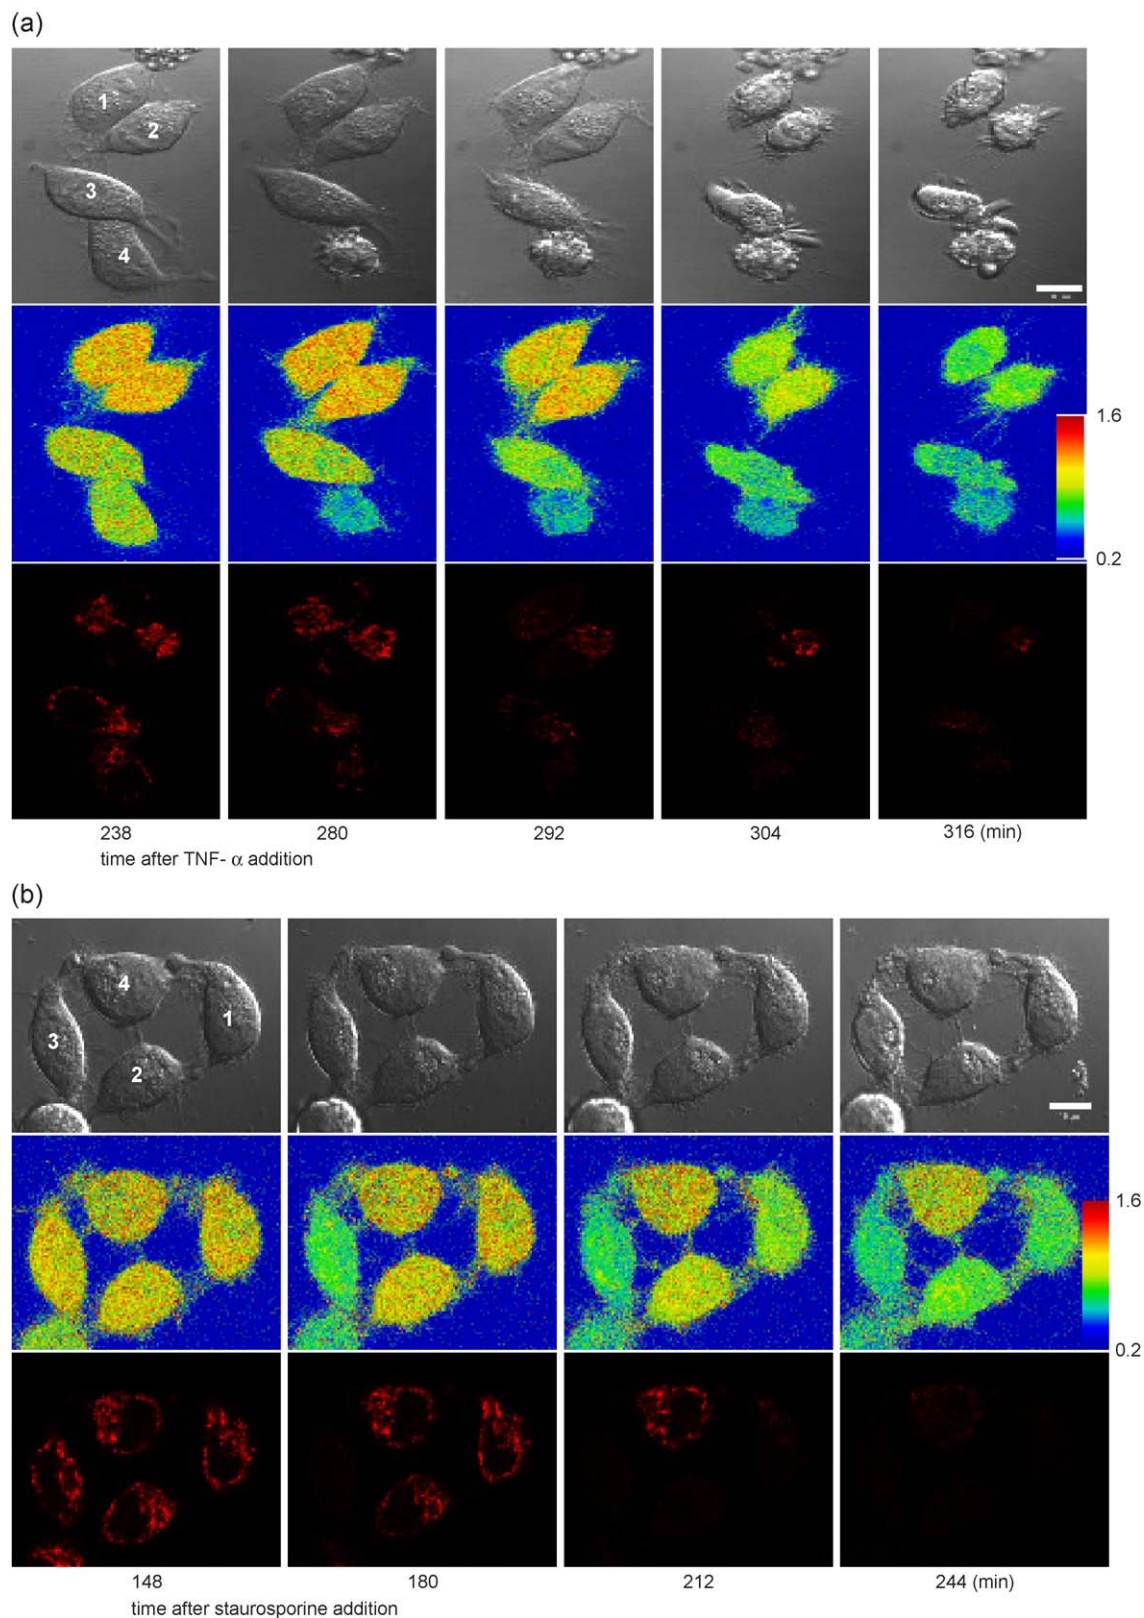 (a)
1
2
3
4
1.6
0.2
238 280 292 304 316 (min)
time after TNF- α addition
(b)
4
1
3
2
1.6
0.2
148 180 212 244 (min)
time after staurosporine addition